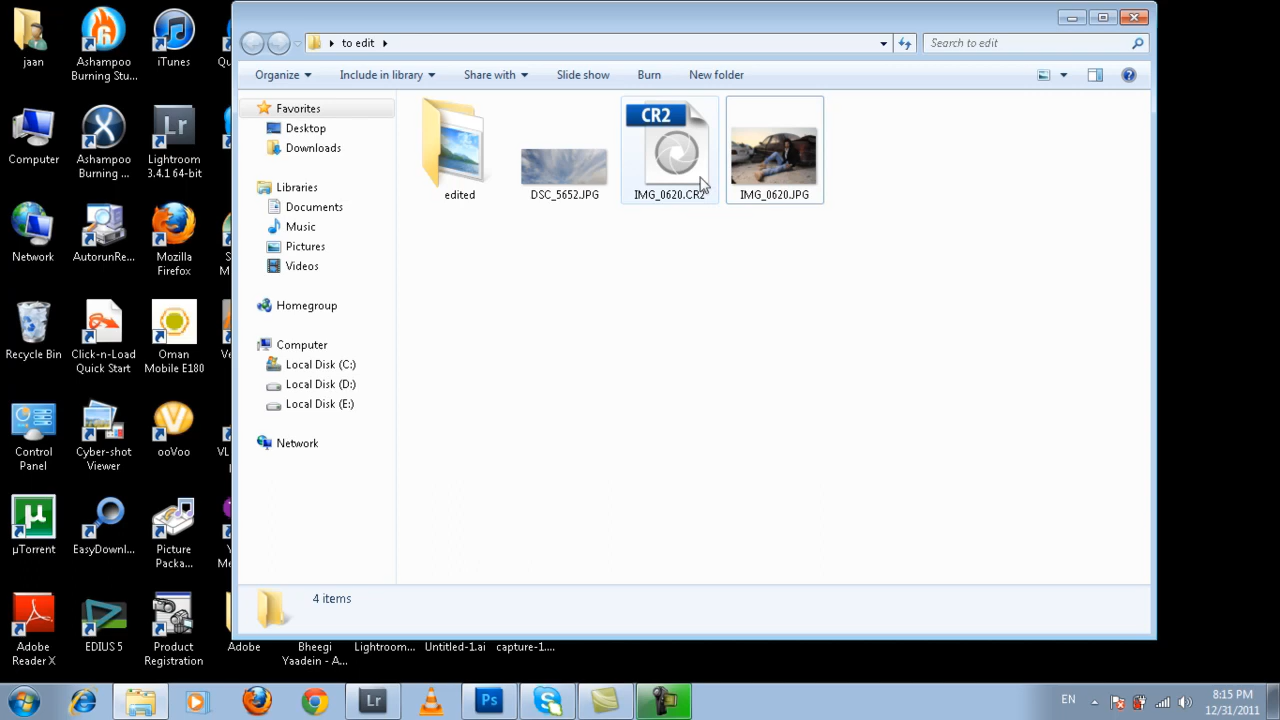 jaan
Ashampoo
Burning Stu...
iTunes
to edit
Search to edit
Organize
Include in library
Share with
Slide show
Burn
New folder
Computer
Ashampoo
Burning ...
Lr
Lightroom
3.4.1 64-bit
Favorites
Desktop
Downloads
Libraries
Documents
Music
Pictures
Videos
Homegroup
Computer
Local Disk (C:)
Local Disk (D:)
Local Disk (E:)
Network
edited
DSC_5652.JPG
CR2
IMG_0620.CR2
IMG_0620.JPG
Network
AutorunRe...
Mozilla
Firefox
Recycle Bin
Click-n-Load
Quick Start
Oman
Mobile E180
Control
Panel
Cyber-shot
Viewer
ooVoo
µTorrent
EasyDownl...
Picture
Packa...
4 items
Adobe
Reader X
EDIUS 5
Product
Registration
Adobe
Bheegi
Yaadein - A...
Lightroom...
Untitled-1.ai
capture-1....
Lr
Ps
EN
8:15 PM
12/31/2011